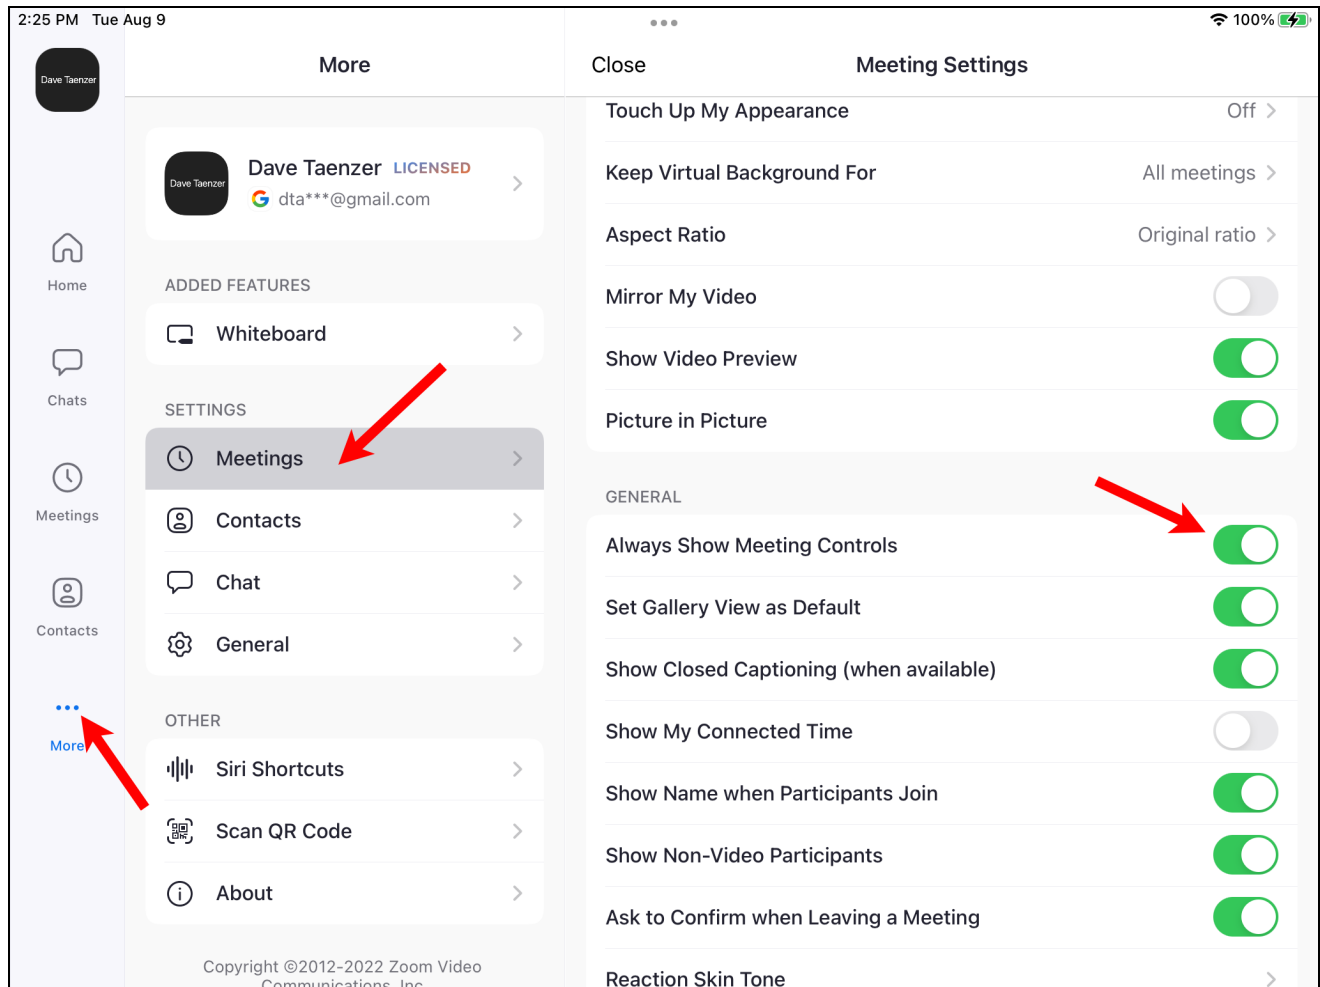 2:25 PM Tue Aug 9
100%
Dave Taenzer
Home
Chats
Meetings
Contacts
More
More
Dave Taenzer
Dave Taenzer LICENSED
dta***@gmail.com
ADDED FEATURES
Whiteboard
SETTINGS
Meetings
Contacts
Chat
General
OTHER
Siri Shortcuts
Scan QR Code
About
Copyright ©2012-2022 Zoom Video
Communications, Inc.
Close
Meeting Settings
Touch Up My Appearance Off
Keep Virtual Background For All meetings
Aspect Ratio Original ratio
Mirror My Video
Show Video Preview
Picture in Picture
GENERAL
Always Show Meeting Controls
Set Gallery View as Default
Show Closed Captioning (when available)
Show My Connected Time
Show Name when Participants Join
Show Non-Video Participants
Ask to Confirm when Leaving a Meeting
Reaction Skin Tone